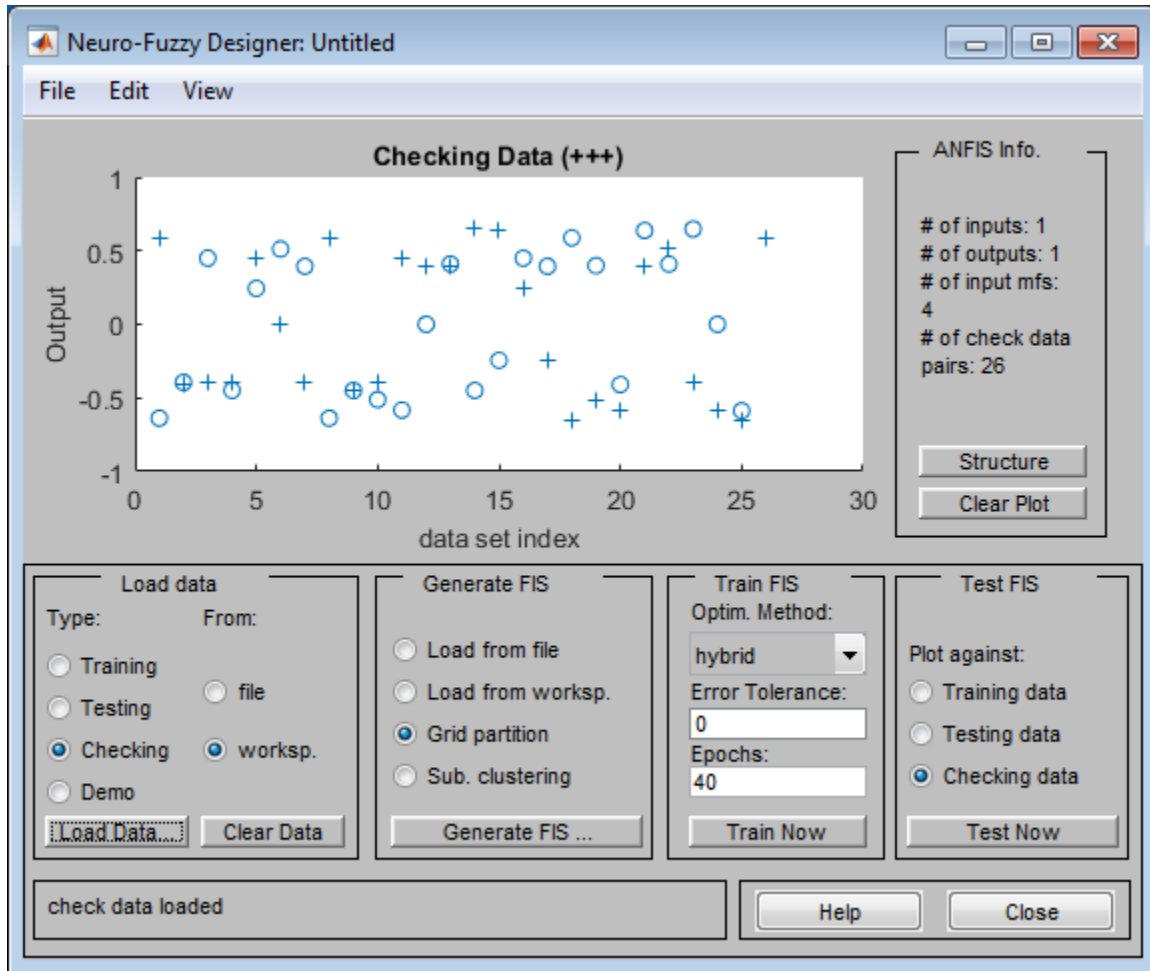 Neuro-Fuzzy Designer: Untitled
File Edit View
Checking Data (+++)
1
0.5
0
-0.5
-1
Output
0 5 10 15 20 25 30
data set index
ANFIS Info.
# of inputs: 1
# of outputs: 1
# of input mfs:
4
# of check data
pairs: 26
Structure
Clear Plot
Load data
Type: From:
Training
file
Testing
Checking
worksp.
Demo
Load Data... Clear Data
Generate FIS
Load from file
Load from worksp.
Grid partition
Sub. clustering
Generate FIS ...
Train FIS
Optim. Method:
hybrid
Error Tolerance:
0
Epochs:
40
Train Now
Test FIS
Plot against:
Training data
Testing data
Checking data
Test Now
check data loaded
Help Close